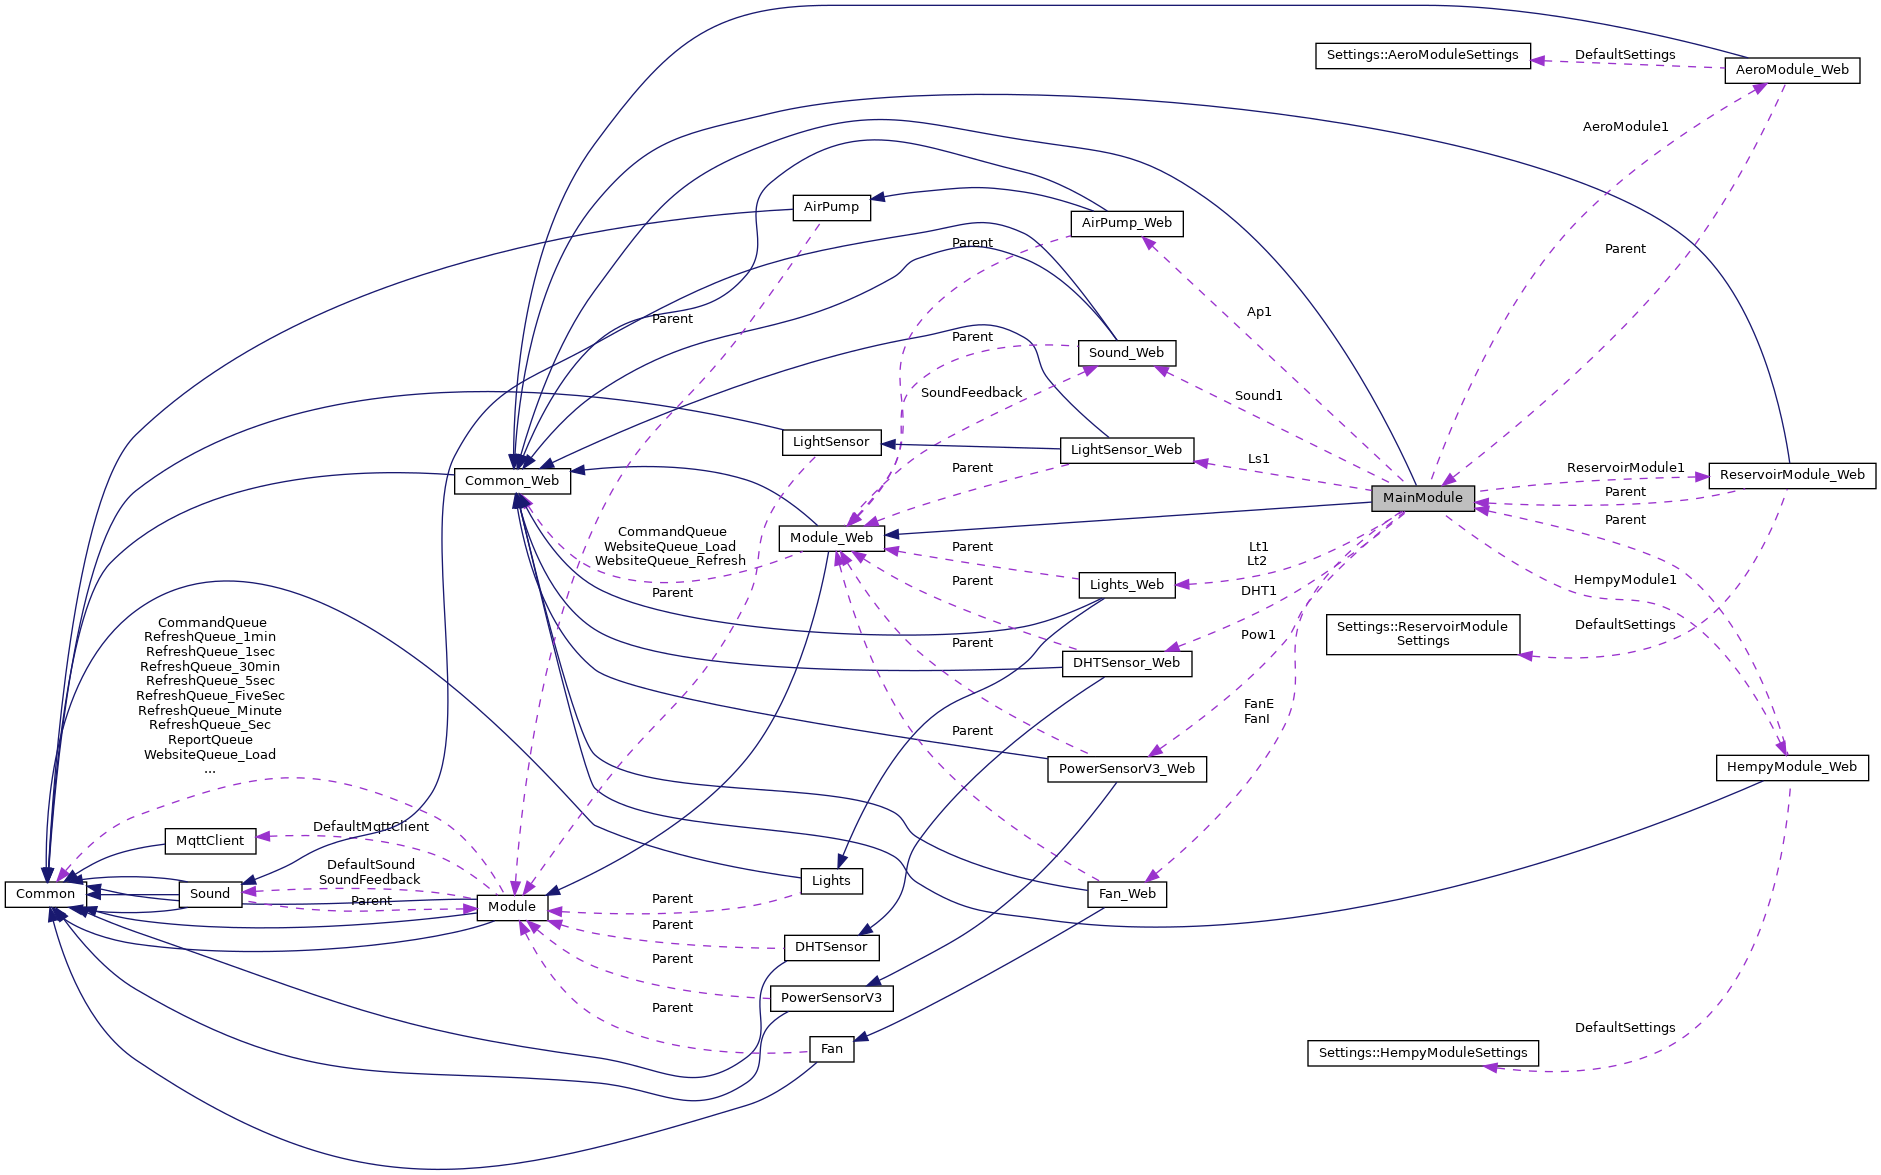 Settings::AeroModuleSettings
DefaultSettings
AeroModule_Web
AeroModule1
AirPump
AirPump_Web
Parent
Parent
Ap1
Parent
Parent
Sound_Web
SoundFeedback
Sound1
LightSensor
LightSensor_Web
Ls1
Parent
Common_Web
ReservoirModule1
ReservoirModule_Web
MainModule
Parent
Parent
CommandQueue
WebsiteQueue_Load
WebsiteQueue_Refresh
Module_Web
Parent
Lt1
Lt2
Parent
Lights_Web
HempyModule1
Parent
DHT1
CommandQueue
RefreshQueue_1min
RefreshQueue_1sec
RefreshQueue_30min
RefreshQueue_5sec
RefreshQueue_FiveSec
RefreshQueue_Minute
RefreshQueue_Sec
ReportQueue
WebsiteQueue_Load
...
Settings::ReservoirModule
Settings
DefaultSettings
Parent
Pow1
DHTSensor_Web
FanE
FanI
Parent
PowerSensorV3_Web
HempyModule_Web
DefaultMqttClient
MqttClient
DefaultSound
SoundFeedback
Lights
Common
Sound
Parent
Module
Parent
Fan_Web
Parent
DHTSensor
Parent
PowerSensorV3
Parent
Fan
DefaultSettings
Settings::HempyModuleSettings